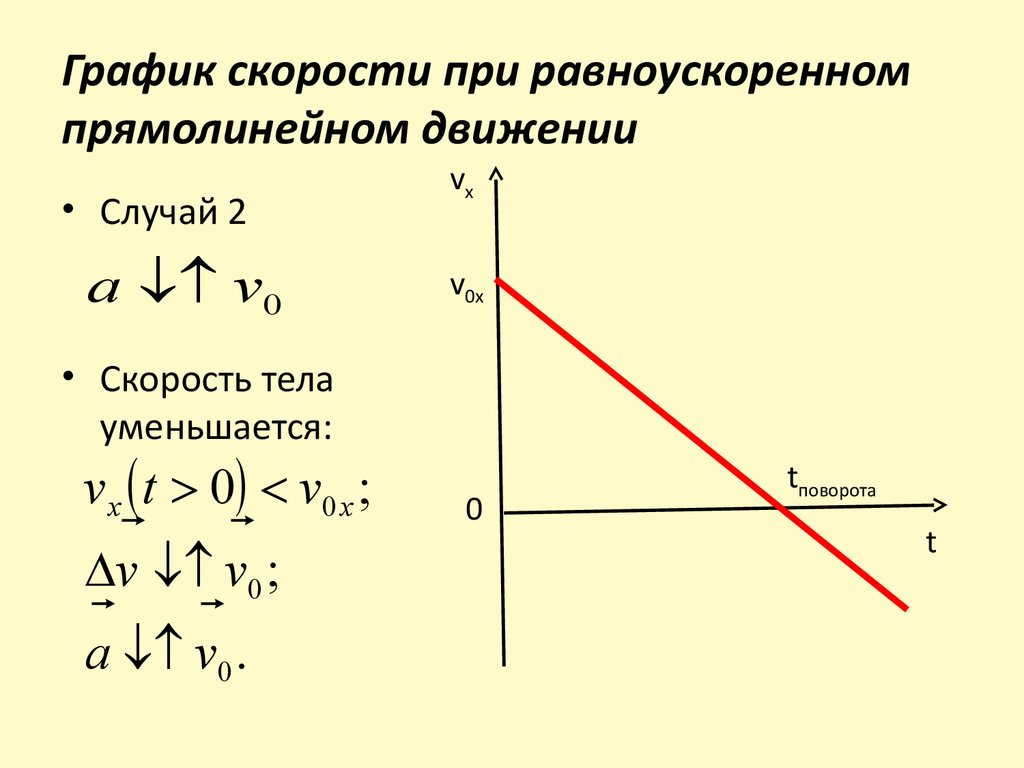 График скорости при равноускоренном
прямолинейном движении
• Случай 2
a ↓↑ v₀
• Скорость тела
уменьшается:
vₓ(t > 0) < v₀ₓ;
→ →
Δv ↓↑ v₀;
→ →
a ↓↑ v₀.
vₓ
v₀ₓ
0
tповорота
t